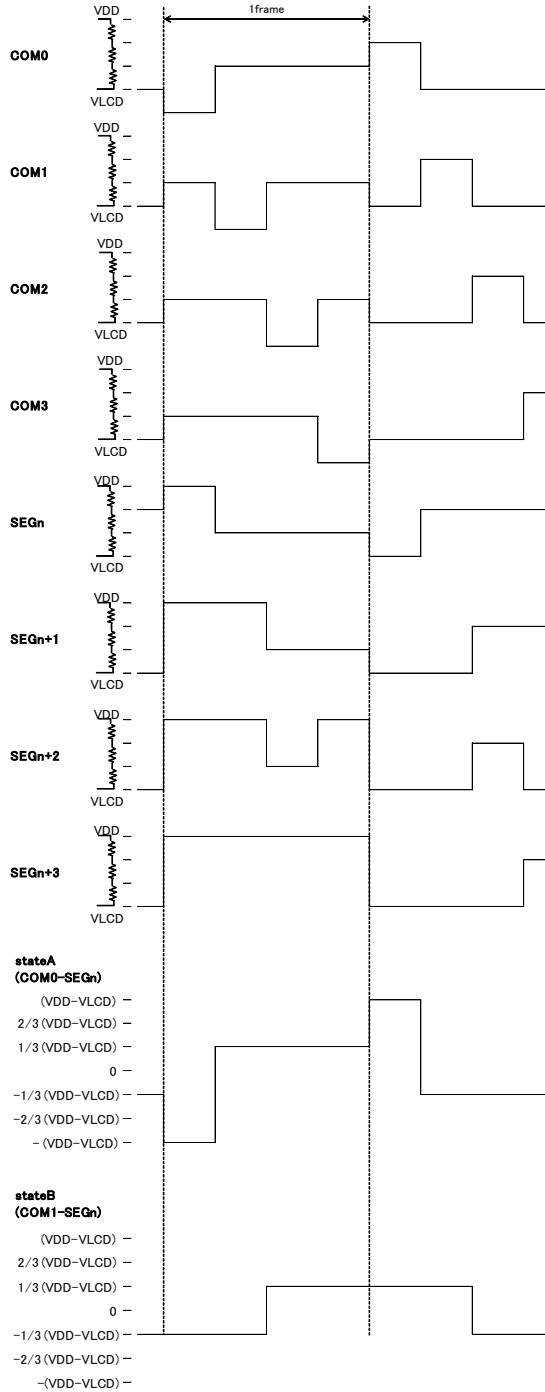 1frame
VDD
COM0
VLCD
VDD
COM1
VLCD
VDD
COM2
VLCD
VDD
COM3
VLCD
VDD
SEGn
VLCD
VDD
SEGn+1
VLCD
VDD
SEGn+2
VLCD
VDD
SEGn+3
VLCD
stateA
(COM0-SEGn)
(VDD-VLCD)
2/3(VDD-VLCD)
1/3(VDD-VLCD)
0
-1/3(VDD-VLCD)
-2/3(VDD-VLCD)
-(VDD-VLCD)
stateB
(COM1-SEGn)
(VDD-VLCD)
2/3(VDD-VLCD)
1/3(VDD-VLCD)
0
-1/3(VDD-VLCD)
-2/3(VDD-VLCD)
-(VDD-VLCD)